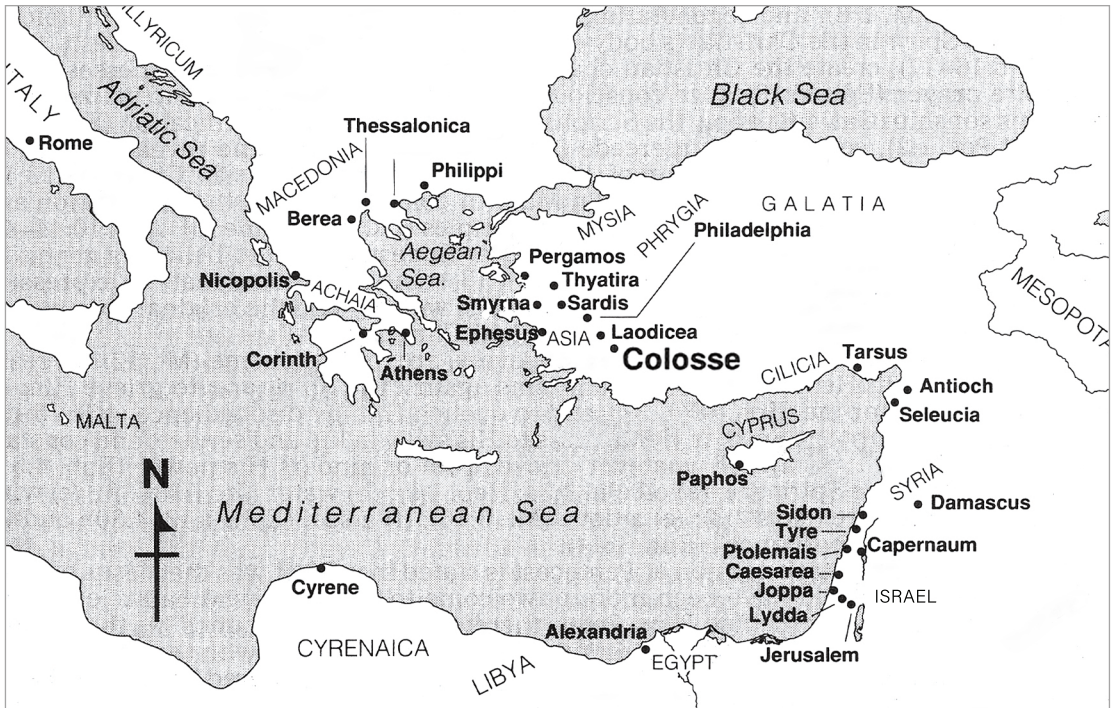 ILLYRICUM
ITALY
Adriatic Sea
Black Sea
Rome
Thessalonica
MACEDONIA
Philippi
Berea
Aegean
Sea.
MYSIA
PHRYGIA
GALATIA
Philadelphia
Pergamos
Thyatira
Nicopolis
ACHAIA
Smyrna
Sardis
MESOPOTA
Ephesus
ASIA
Laodicea
Corinth
Athens
Colosse
CILICIA
Tarsus
Antioch
Seleucia
MALTA
CYPRUS
Paphos
N
Mediterranean Sea
SYRIA
Damascus
Sidon
Tyre
Ptolemais
Capernaum
Caesarea
Joppa
ISRAEL
Lydda
Jerusalem
Cyrene
CYRENAICA
LIBYA
Alexandria
EGYPT